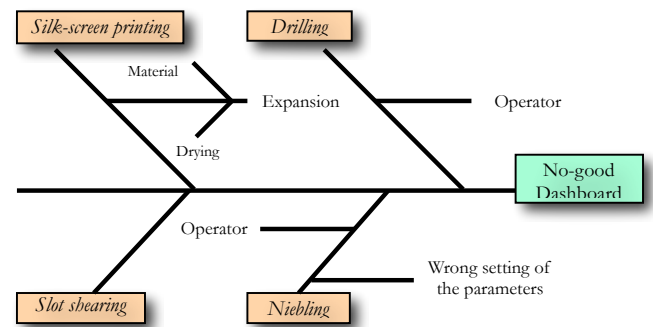 Silk-screen printing
Drilling
Material
Expansion
Operator
Drying
No-good
Dashboard
Operator
Wrong setting of
the parameters
Slot shearing
Niebling